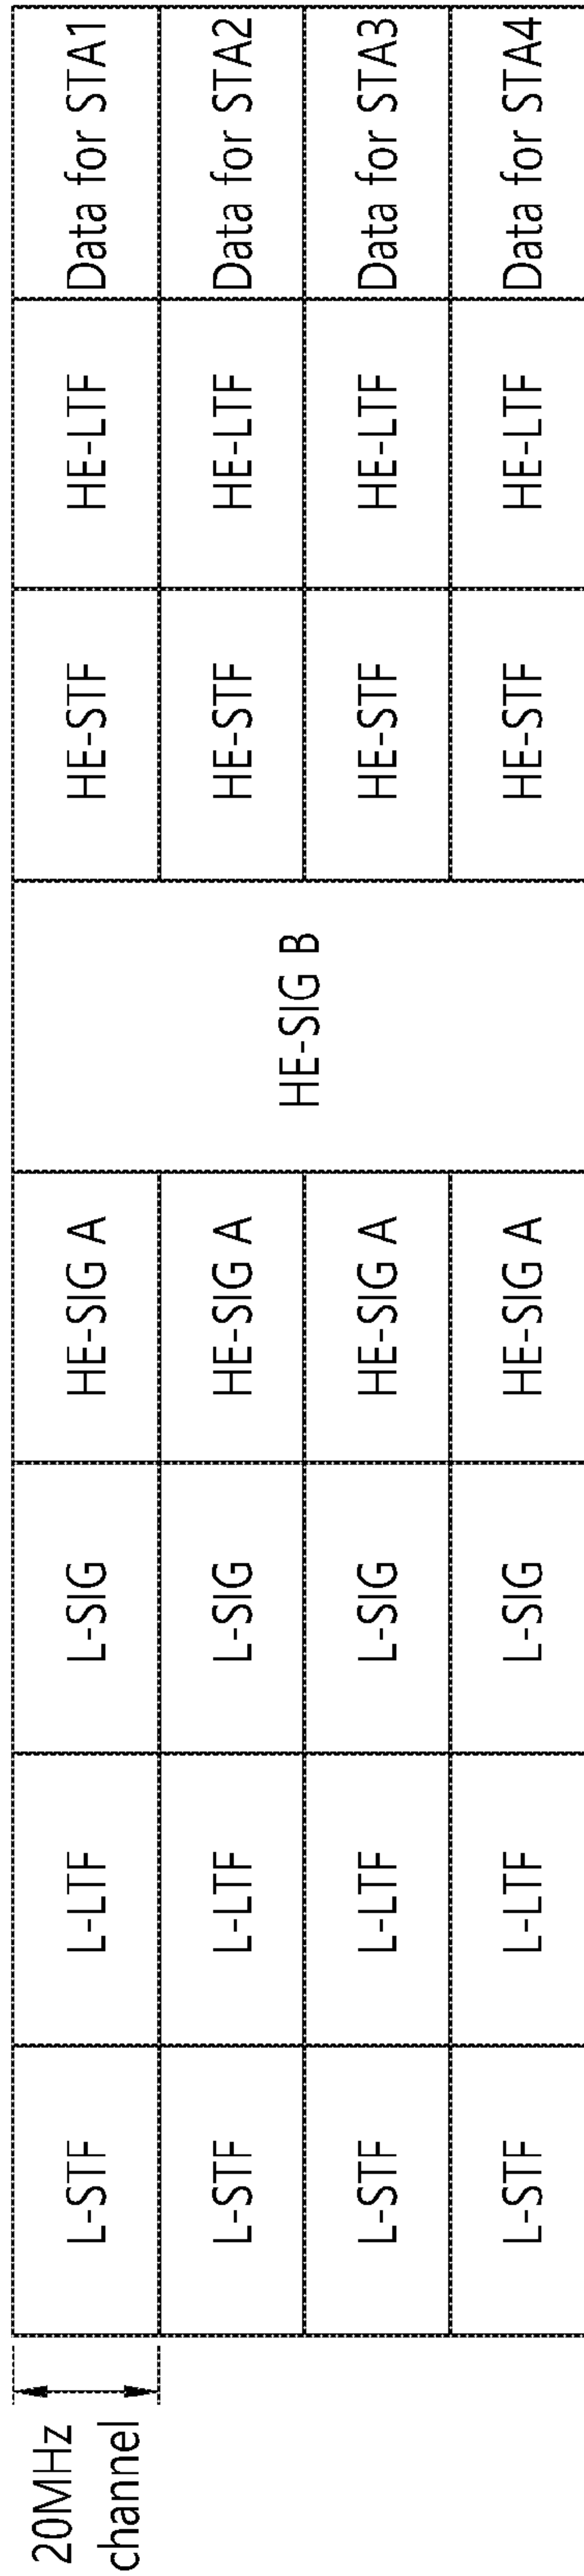 20MHz
channel
L-STF
L-LTF
L-SIG
HE-SIG A
HE-STF
HE-LTF
Data for STA1
L-STF
L-LTF
L-SIG
HE-SIG A
HE-SIG B
HE-STF
HE-LTF
Data for STA2
L-STF
L-LTF
L-SIG
HE-SIG A
HE-STF
HE-LTF
Data for STA3
L-STF
L-LTF
L-SIG
HE-SIG A
HE-STF
HE-LTF
Data for STA4